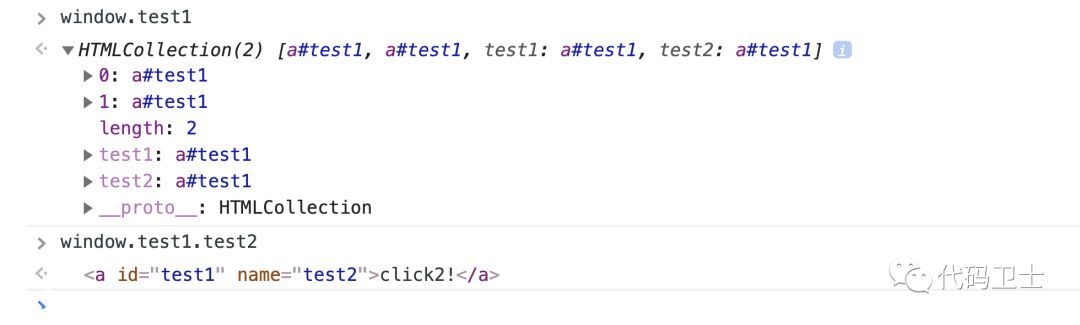 window.test1
HTMLCollection(2) [a#test1, a#test1, test1: a#test1, test2: a#test1] i
0: a#test1
1: a#test1
length: 2
test1: a#test1
test2: a#test1
__proto__: HTMLCollection
window.test1.test2
<a id="test1" name="test2">click2!</a>
代码卫士